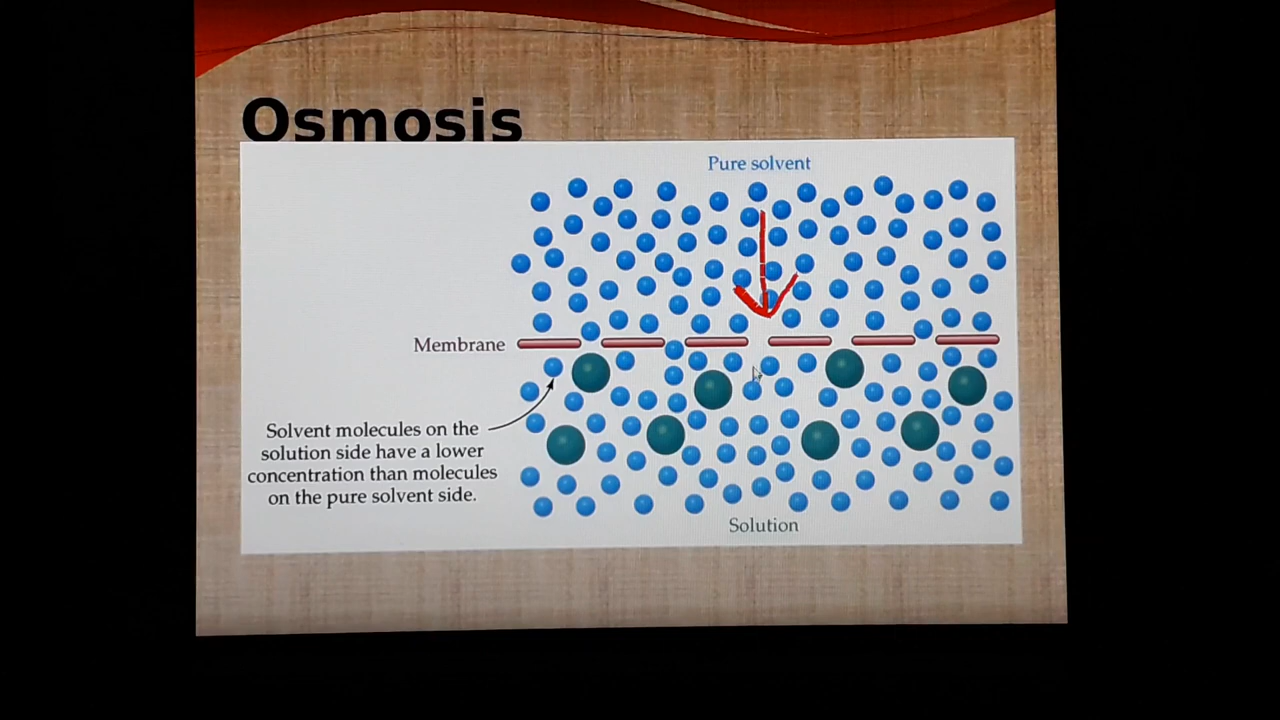 Osmosis
Pure solvent
Membrane
Solvent molecules on the
solution side have a lower
concentration than molecules
on the pure solvent side.
Solution